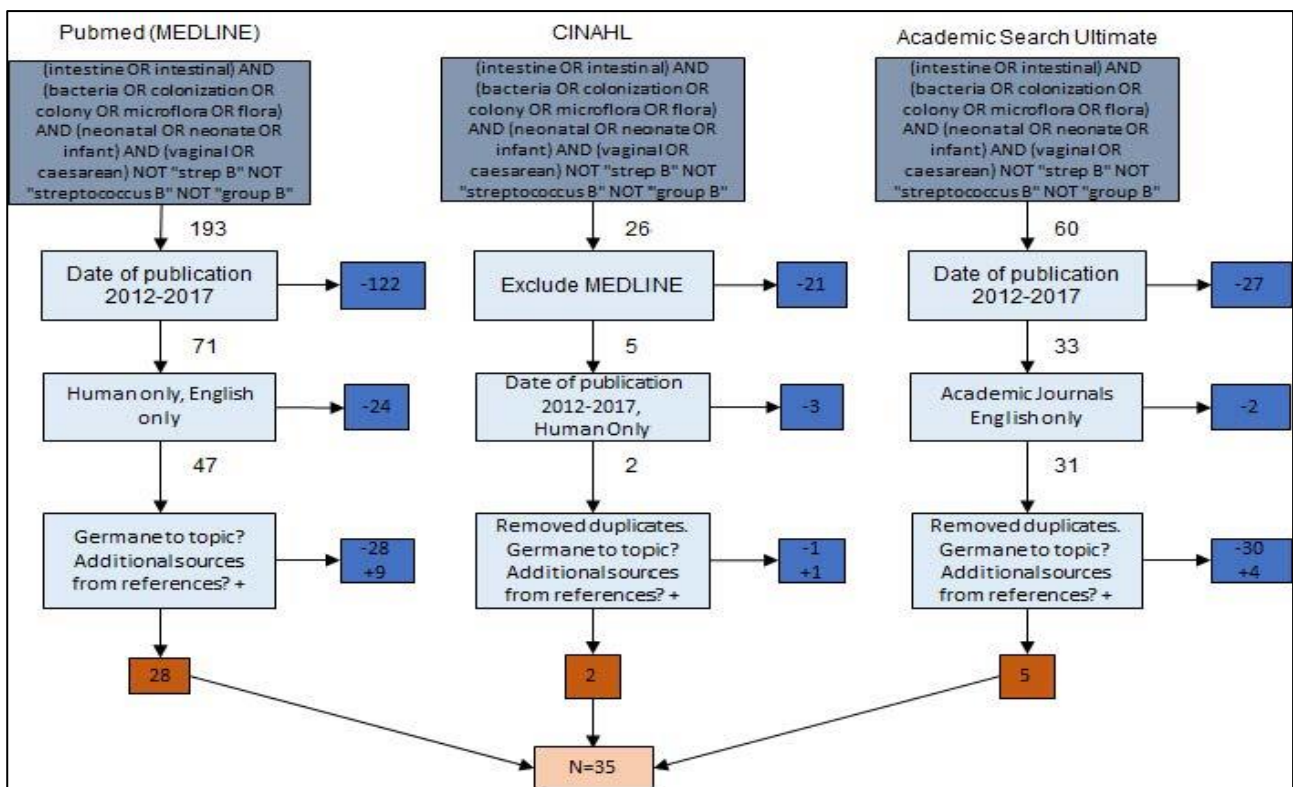 Pubmed (MEDLINE)
(intestine OR intestinal) AND
(bacteria OR colonization OR
colony OR microflora OR flora)
AND (neonatal OR neonate OR
infant) AND (vaginal OR
caesarean) NOT "strep B" NOT
"streptococcus B" NOT "group B"
193
Date of publication
2012-2017
-122
71
Human only, English
only
-24
47
Germane to topic?
Additional sources
from references? +
-28
+9
28
CINAHL
(intestine OR intestinal) AND
(bacteria OR colonization OR
colony OR microflora OR flora)
AND (neonatal OR neonate OR
infant) AND (vaginal OR
caesarean) NOT "strep B" NOT
"streptococcus B" NOT "group B"
26
Exclude MEDLINE
-21
5
Date of publication
2012-2017,
Human Only
-3
2
Removed duplicates.
Germane to topic?
Additional sources
from references? +
-1
+1
2
Academic Search Ultimate
(intestine OR intestinal) AND
(bacteria OR colonization OR
colony OR microflora OR flora)
AND (neonatal OR neonate OR
infant) AND (vaginal OR
caesarean) NOT "strep B" NOT
"streptococcus B" NOT "group B"
60
Date of publication
2012-2017
-27
33
Academic Journals
English only
-2
31
Removed duplicates.
Germane to topic?
Additional sources
from references? +
-30
+4
5
N=35